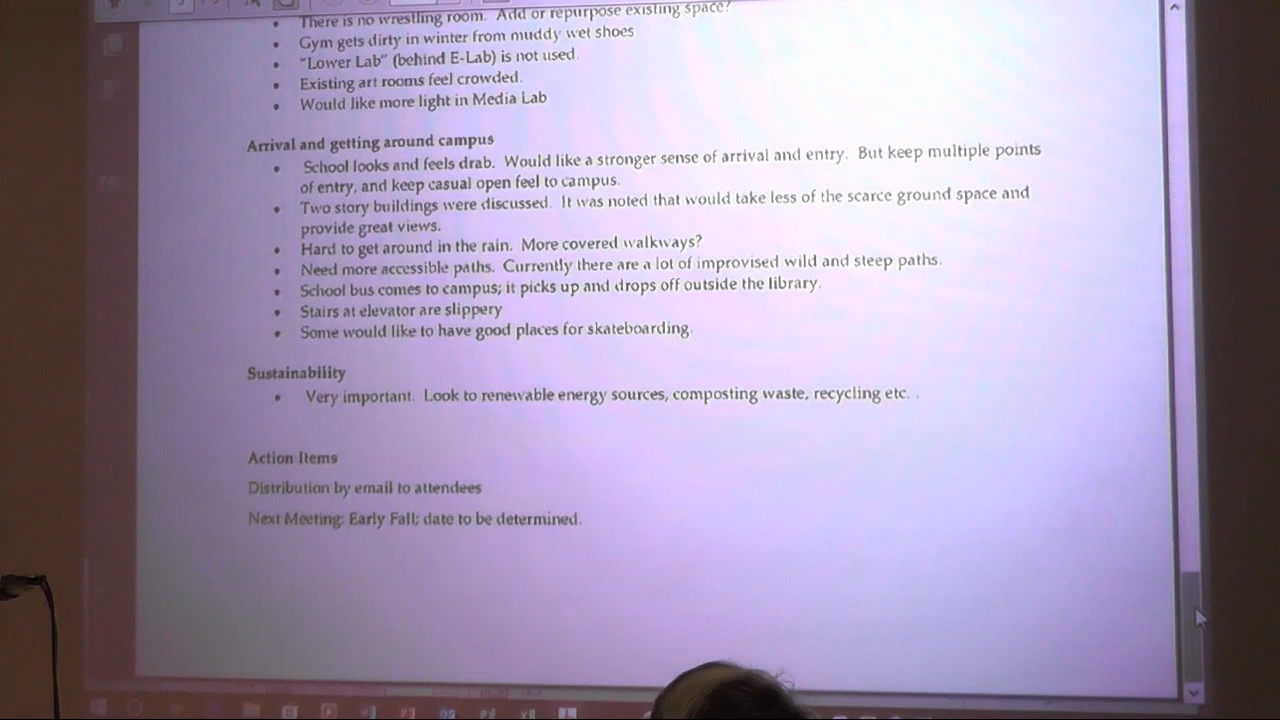 There is no wrestling room. Add or repurpose existing space?
Gym gets dirty in winter from muddy wet shoes
"Lower Lab" (behind E-Lab) is not used.
Existing art rooms feel crowded.
Would like more light in Media Lab
Arrival and getting around campus
School looks and feels drab. Would like a stronger sense of arrival and entry. But keep multiple points
of entry, and keep casual open feel to campus.
Two story buildings were discussed. It was noted that would take less of the scarce ground space and
provide great views.
Hard to get around in the rain. More covered walkways?
Need more accessible paths. Currently there are a lot of improvised wild and steep paths.
School bus comes to campus; it picks up and drops off outside the library.
Stairs at elevator are slippery
Some would like to have good places for skateboarding.
Sustainability
Very important. Look to renewable energy sources, composting waste, recycling etc. .
Action Items
Distribution by email to attendees
Next Meeting: Early Fall; date to be determined.